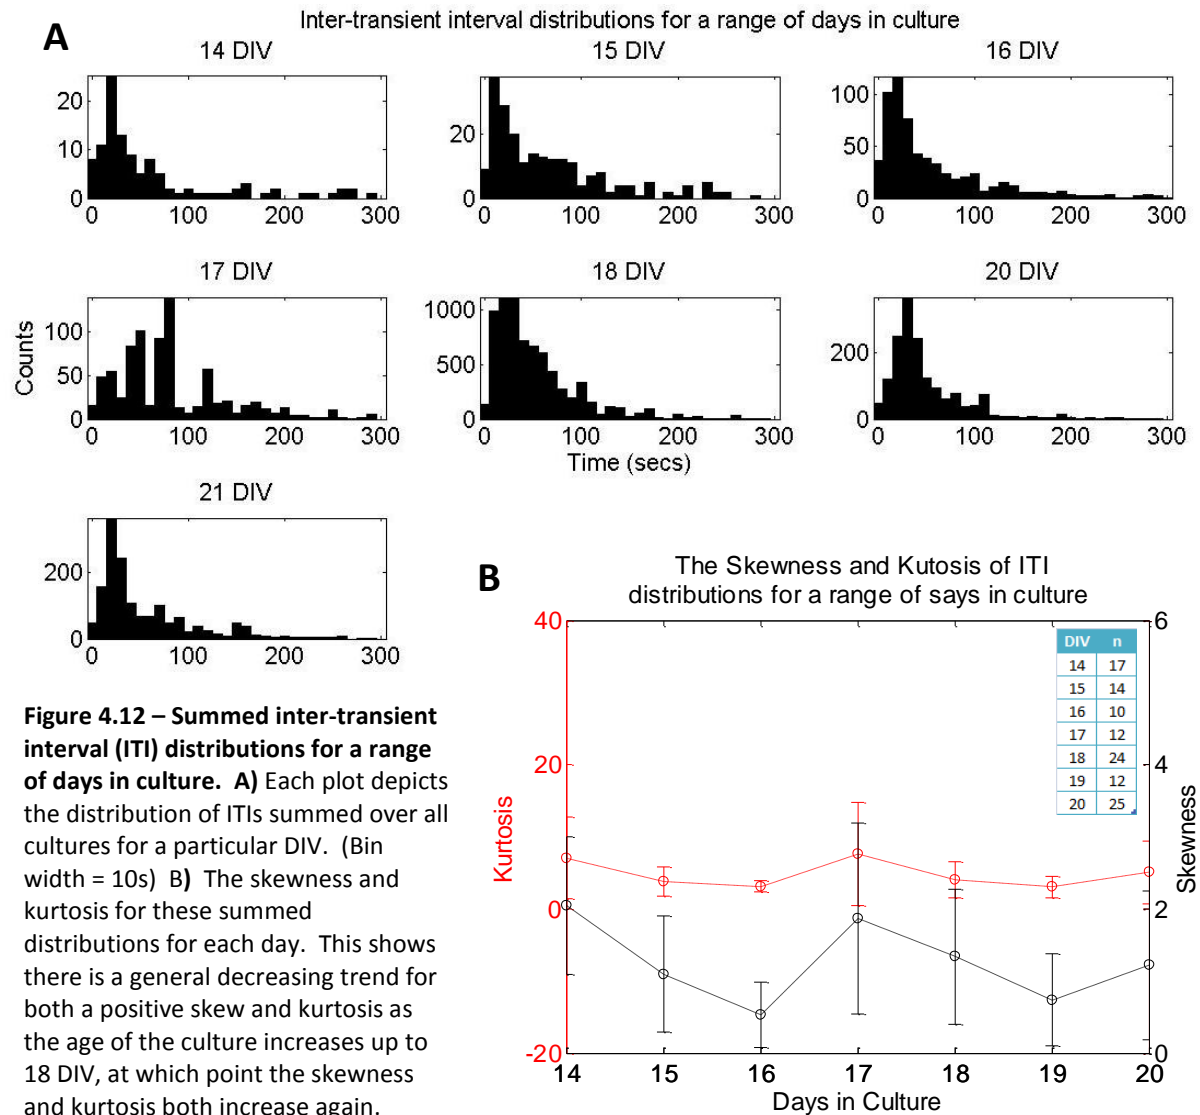 Inter-transient interval distributions for a range of days in culture
A
14 DIV
15 DIV
16 DIV
20
10
0
0 100 200 300
20
0
0 100 200 300
100
50
0
0 100 200 300
17 DIV
18 DIV
20 DIV
Counts
100
50
0
0 100 200 300
1000
500
0
0 100 200 300
Time (secs)
200
0
0 100 200 300
21 DIV
200
0
0 100 200 300
Figure 4.12 – Summed inter-transient
interval (ITI) distributions for a range
of days in culture. A) Each plot depicts
the distribution of ITIs summed over all
cultures for a particular DIV. (Bin
width = 10s) B) The skewness and
kurtosis for these summed
distributions for each day. This shows
there is a general decreasing trend for
both a positive skew and kurtosis as
the age of the culture increases up to
18 DIV, at which point the skewness
and kurtosis both increase again.
B
The Skewness and Kutosis of ITI
distributions for a range of says in culture
40
20
0
-20
Kurtosis
6
4
2
0
Skewness
DIV n
14 17
15 14
16 10
17 12
18 24
19 12
20 25
14 15 16 17 18 19 20
Days in Culture